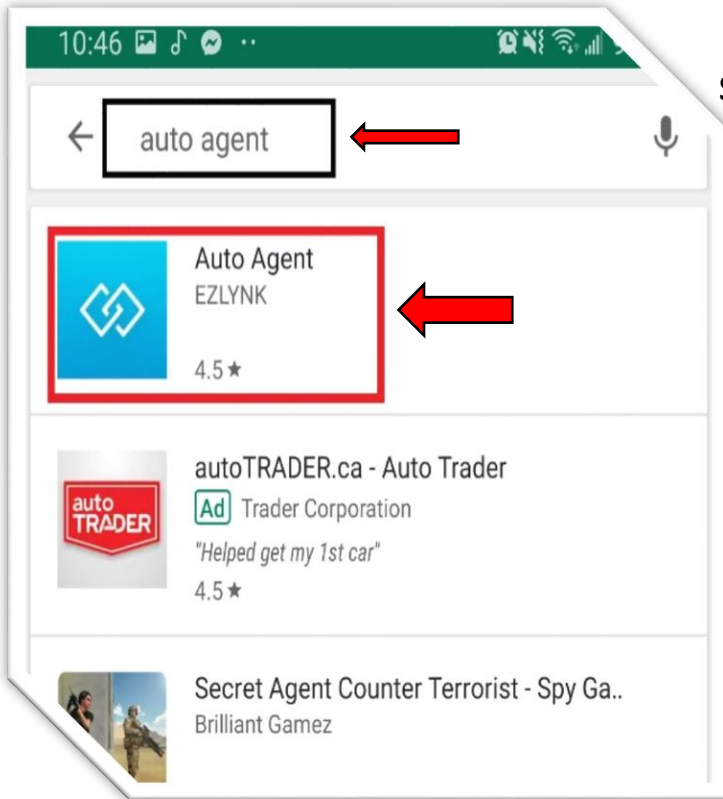 10:46
auto agent
Auto Agent
EZLYNK
4.5★
auto
TRADER
autoTRADER.ca - Auto Trader
Ad Trader Corporation
"Helped get my 1st car"
4.5★
Secret Agent Counter Terrorist - Spy Ga..
Brilliant Gamez